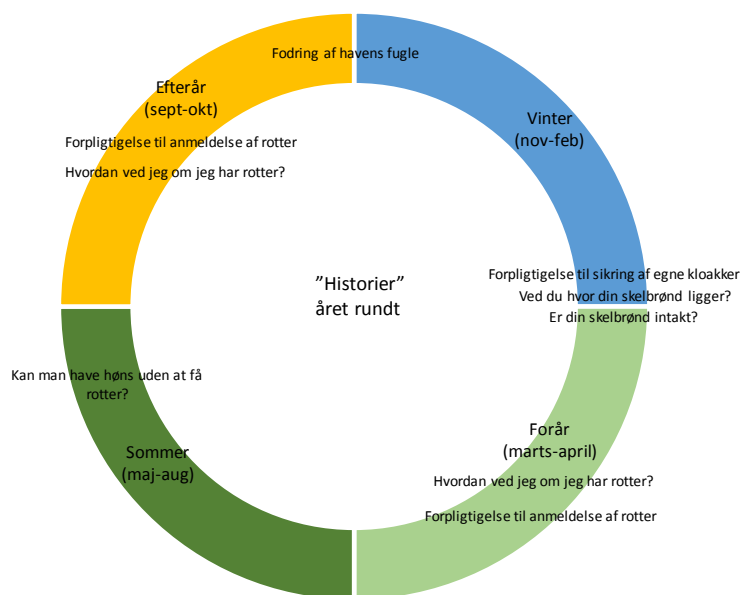 Fodring af havens fugle
Efterår
(sept-okt)
Forpligtigelse til anmeldelse af rotter
Hvordan ved jeg om jeg har rotter?
Vinter
(nov-feb)
Forpligtigelse til sikring af egne kloakker
Ved du hvor din skelbrønd ligger?
Er din skelbrønd intakt?
”Historier”
året rundt
Kan man have høns uden at få
rotter?
Sommer
(maj-aug)
Forår
(marts-april)
Hvordan ved jeg om jeg har rotter?
Forpligtigelse til anmeldelse af rotter